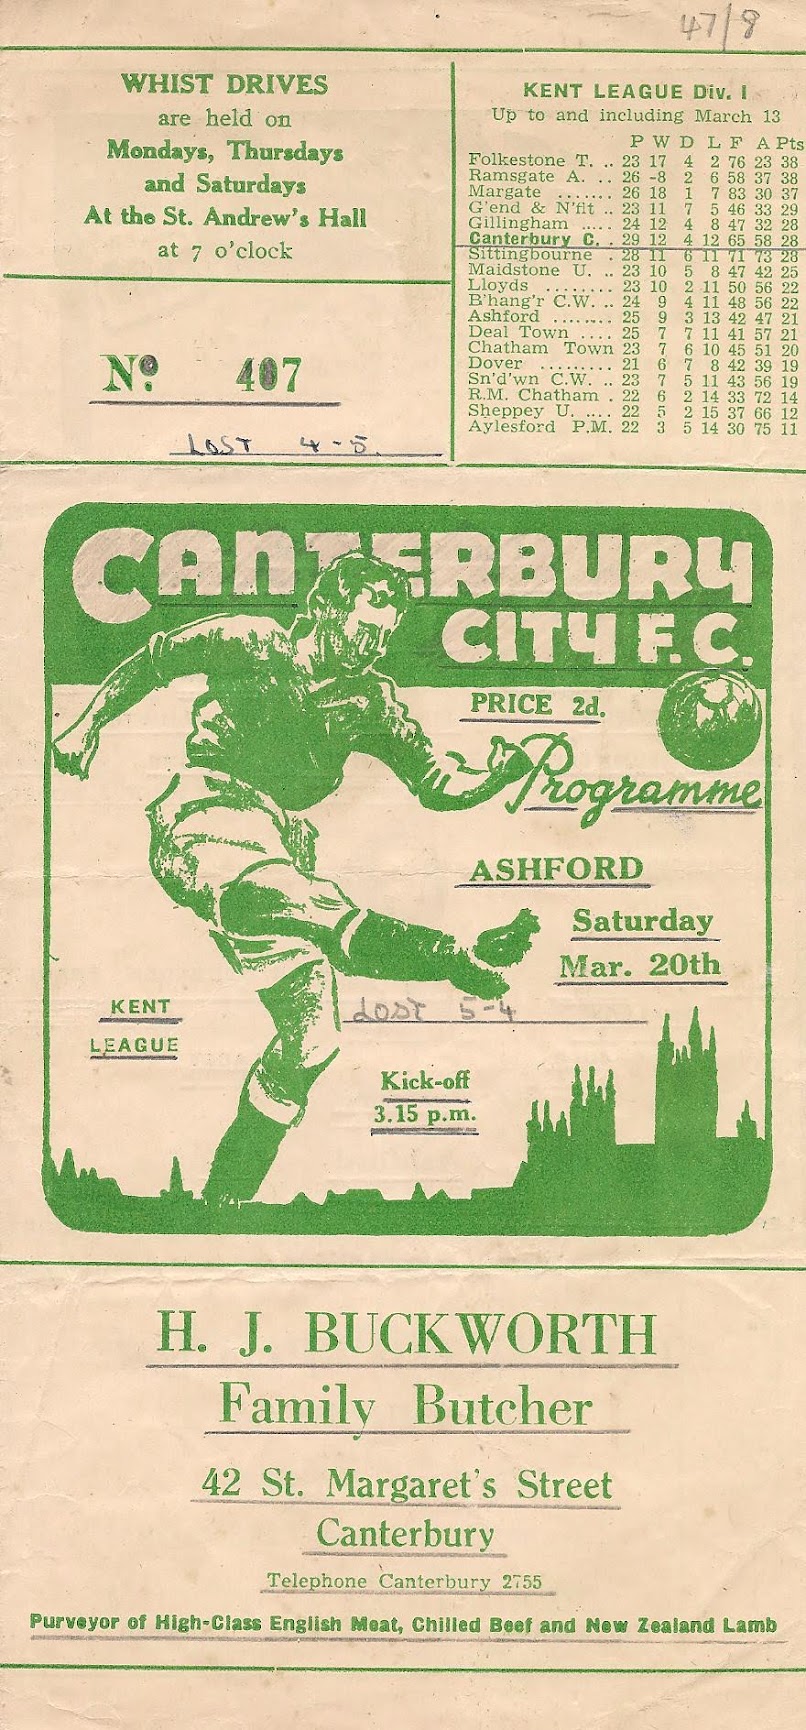 47/8
WHIST DRIVES
are held on
Mondays, Thursdays
and Saturdays
At the St. Andrew's Hall
at 7 o'clock
Nº. 407
LOST 4-5.
KENT LEAGUE Div. I
Up to and including March 13
P W D L F A Pts
Folkestone T. .. 23 17 4 2 76 23 38
Ramsgate A. .. 26 -8 2 6 58 37 38
Margate ....... 26 18 1 7 83 30 37
G'end & N'flt .. 23 11 7 5 46 33 29
Gillingham ..... 24 12 4 8 47 32 28
Canterbury C. . 29 12 4 12 65 58 28
Sittingbourne . 28 11 6 11 71 73 28
Maidstone U. .. 23 10 5 8 47 42 25
Lloyds ........ 23 10 2 11 50 56 22
B'hang'r C.W. .. 24 9 4 11 48 56 22
Ashford ........ 25 9 3 13 42 47 21
Deal Town .... 25 7 7 11 41 57 21
Chatham Town 23 7 6 10 45 51 20
Dover ......... 21 6 7 8 42 39 19
Sn'd'wn C.W. .. 23 7 5 11 43 56 19
R.M. Chatham . 22 6 2 14 33 72 14
Sheppey U. ..... 22 5 2 15 37 66 12
Aylesford P.M. 22 3 5 14 30 75 11
CANTERBURY
CITY F.C.
PRICE 2d.
Programme
ASHFORD
Saturday
Mar. 20th
KENT
LEAGUE
LOST 5-4
Kick-off
3.15 p.m.
H. J. BUCKWORTH
Family Butcher
42 St. Margaret's Street
Canterbury
Telephone Canterbury 2755
Purveyor of High-Class English Meat, Chilled Beef and New Zealand Lamb